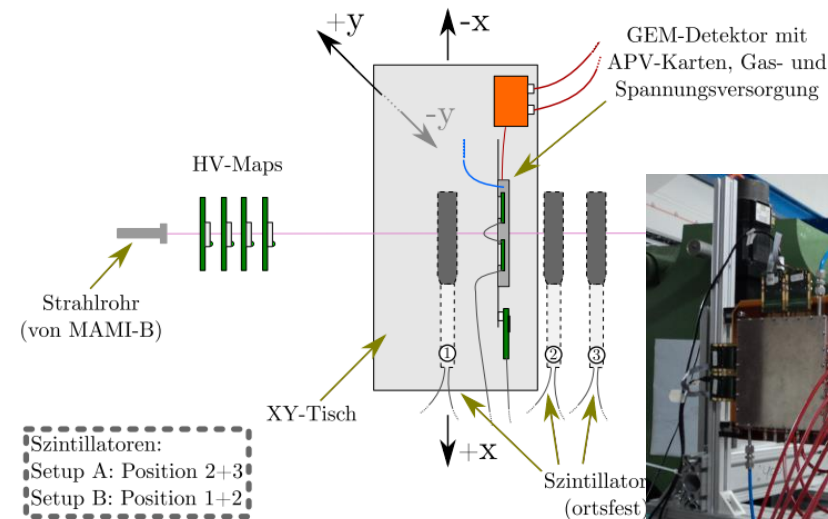 +y
-x
GEM-Detektor mit
APV-Karten, Gas- und
Spannungsversorgung
-y
HV-Maps
Strahlrohr
(von MAMI-B)
1
2
3
XY-Tisch
+x
Szintillatoren:
Setup A: Position 2+3
Setup B: Position 1+2
Szintillator
(ortsfest)